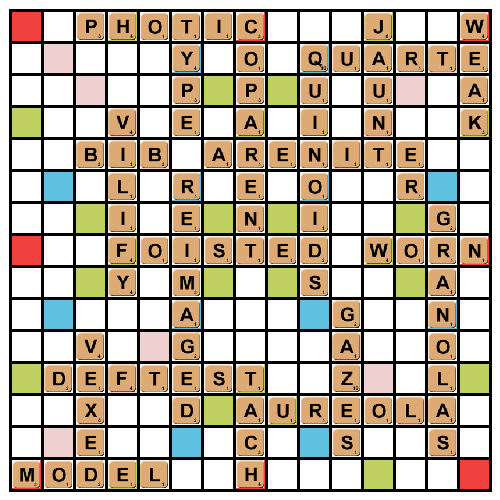 PHOTIC J W
Y O QUARTE
P P U U A
V E A I N K
BIB ARENITE
L R E O R
I E N I G
FOISTED WORN
Y M S A
A G N
V G A O
DEFTEST Z L
X D AUREOLA
E C S S
MODEL H